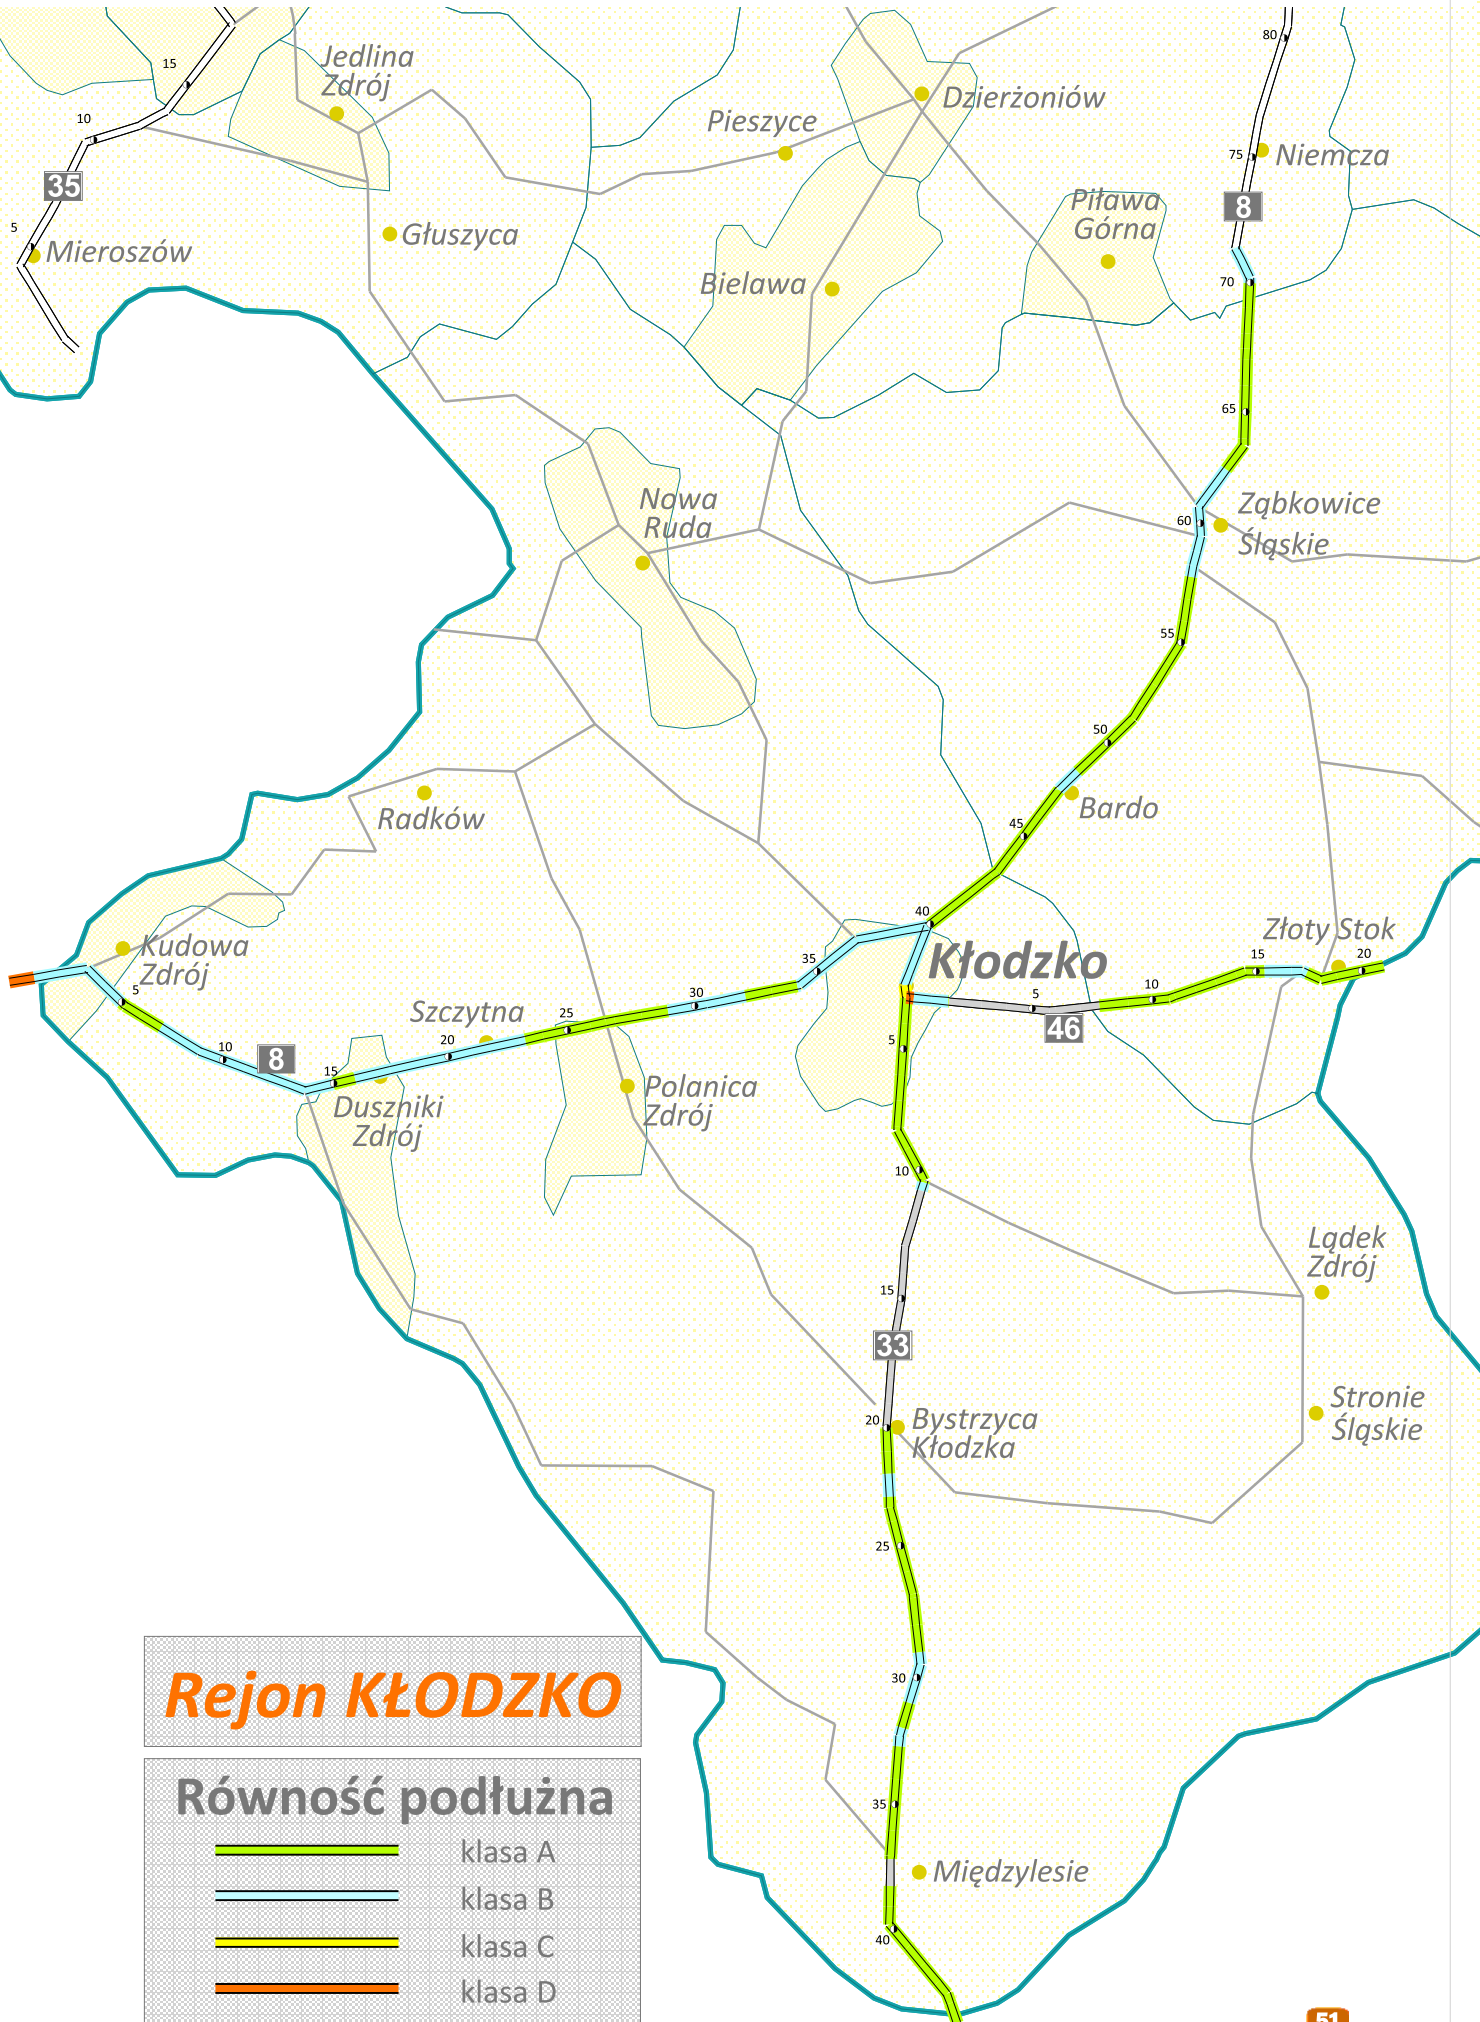 80
Jedlina
Zdrój
15
Dzierżoniów
Pieszyce
10
75
Niemcza
35
Piława
Górna
8
5
Mieroszów
Głuszyca
Bielawa
70
65
Nowa
Ruda
Ząbkowice
Śląskie
60
55
50
Radków
Bardo
45
40
Kudowa
Zdrój
35
Kłodzko
Złoty Stok
15
20
5
30
5
10
Szczytna
25
46
10
8
20
5
15
Duszniki
Zdrój
Polanica
Zdrój
10
Lądek
Zdrój
15
33
Stronie
Śląskie
20
Bystrzyca
Kłodzka
25
30
Rejon KŁODZKO
35
Równość podłużna
klasa A
Międzylesie
klasa B
40
klasa C
klasa D
51